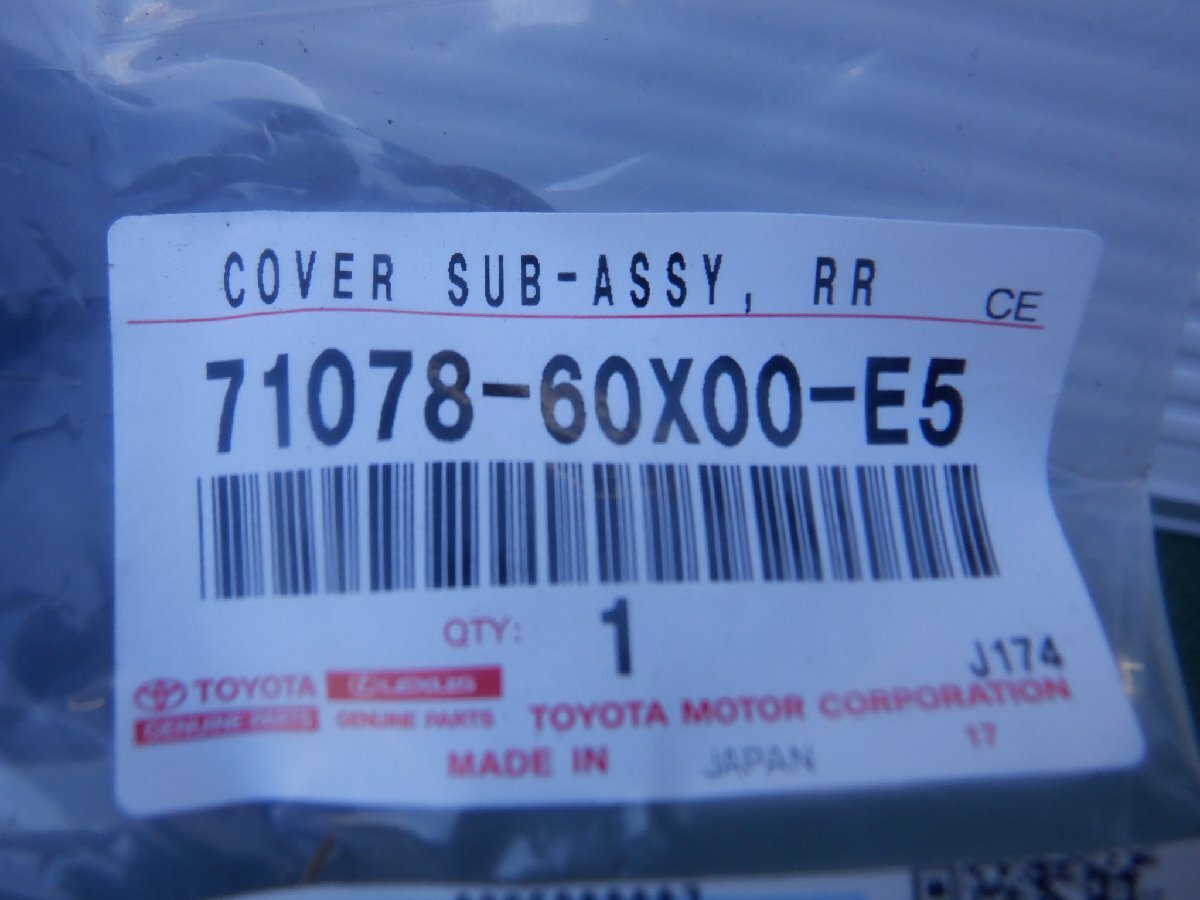 COVER SUB-ASSY, RR
CE
71078-60X00-E5
QTY: 1
J174
TOYOTA LEXUS
GENUINE PARTS GENUINE PARTS TOYOTA MOTOR CORPORATION
17
MADE IN JAPAN